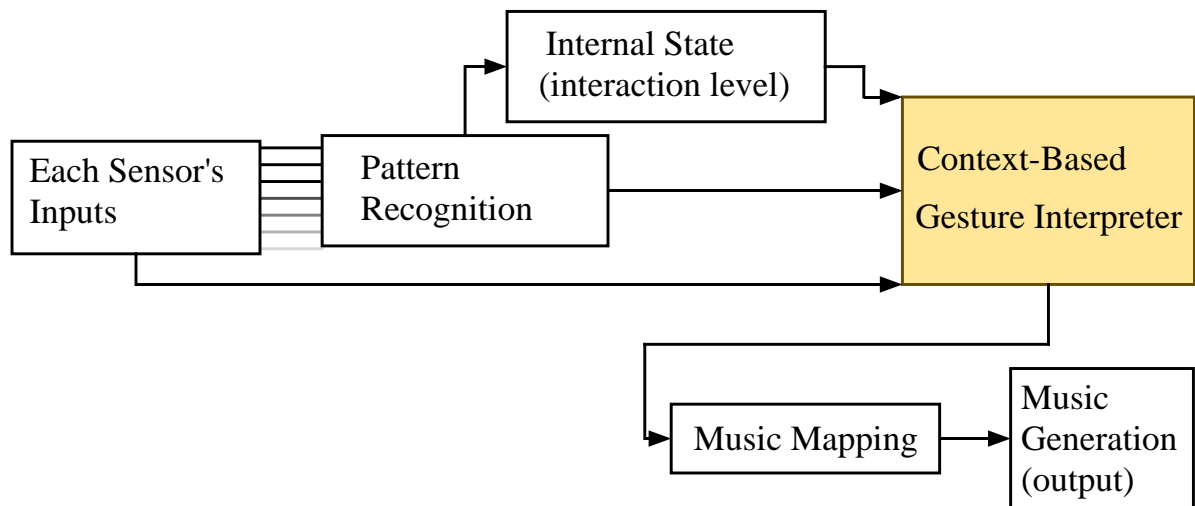 Internal State
(interaction level)
Each Sensor's
Inputs
Pattern
Recognition
Context-Based
Gesture Interpreter
Music Mapping
Music
Generation
(output)